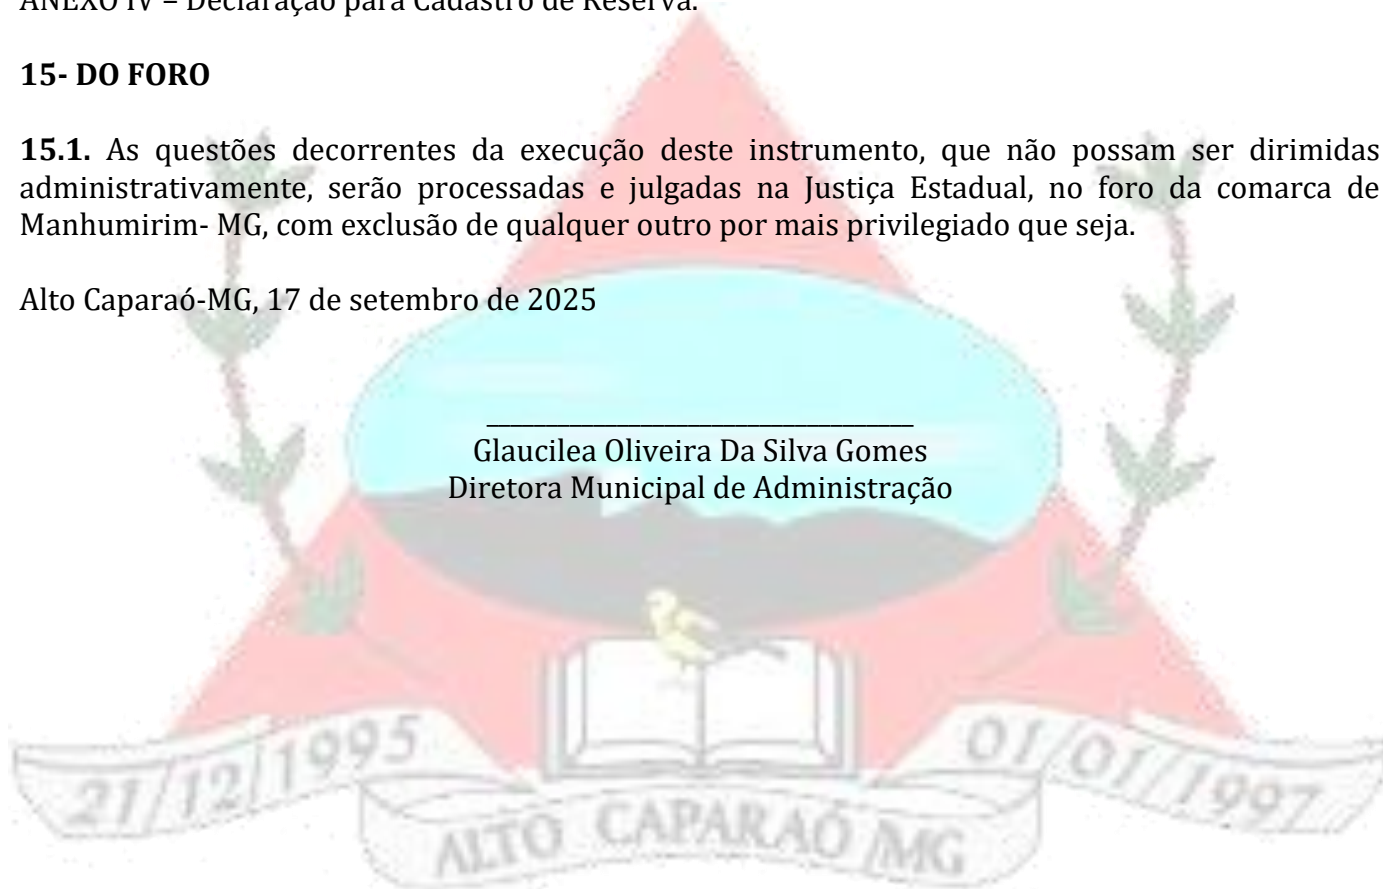 ANEXO IV – Declaração para Cadastro de Reserva.
15- DO FORO
15.1. As questões decorrentes da execução deste instrumento, que não possam ser dirimidas
administrativamente, serão processadas e julgadas na Justiça Estadual, no foro da comarca de
Manhumirim- MG, com exclusão de qualquer outro por mais privilegiado que seja.
Alto Caparaó-MG, 17 de setembro de 2025
Glaucilea Oliveira Da Silva Gomes
Diretora Municipal de Administração
21/12/1995
01/01/1997
ALTO CAPARAÓ/MG